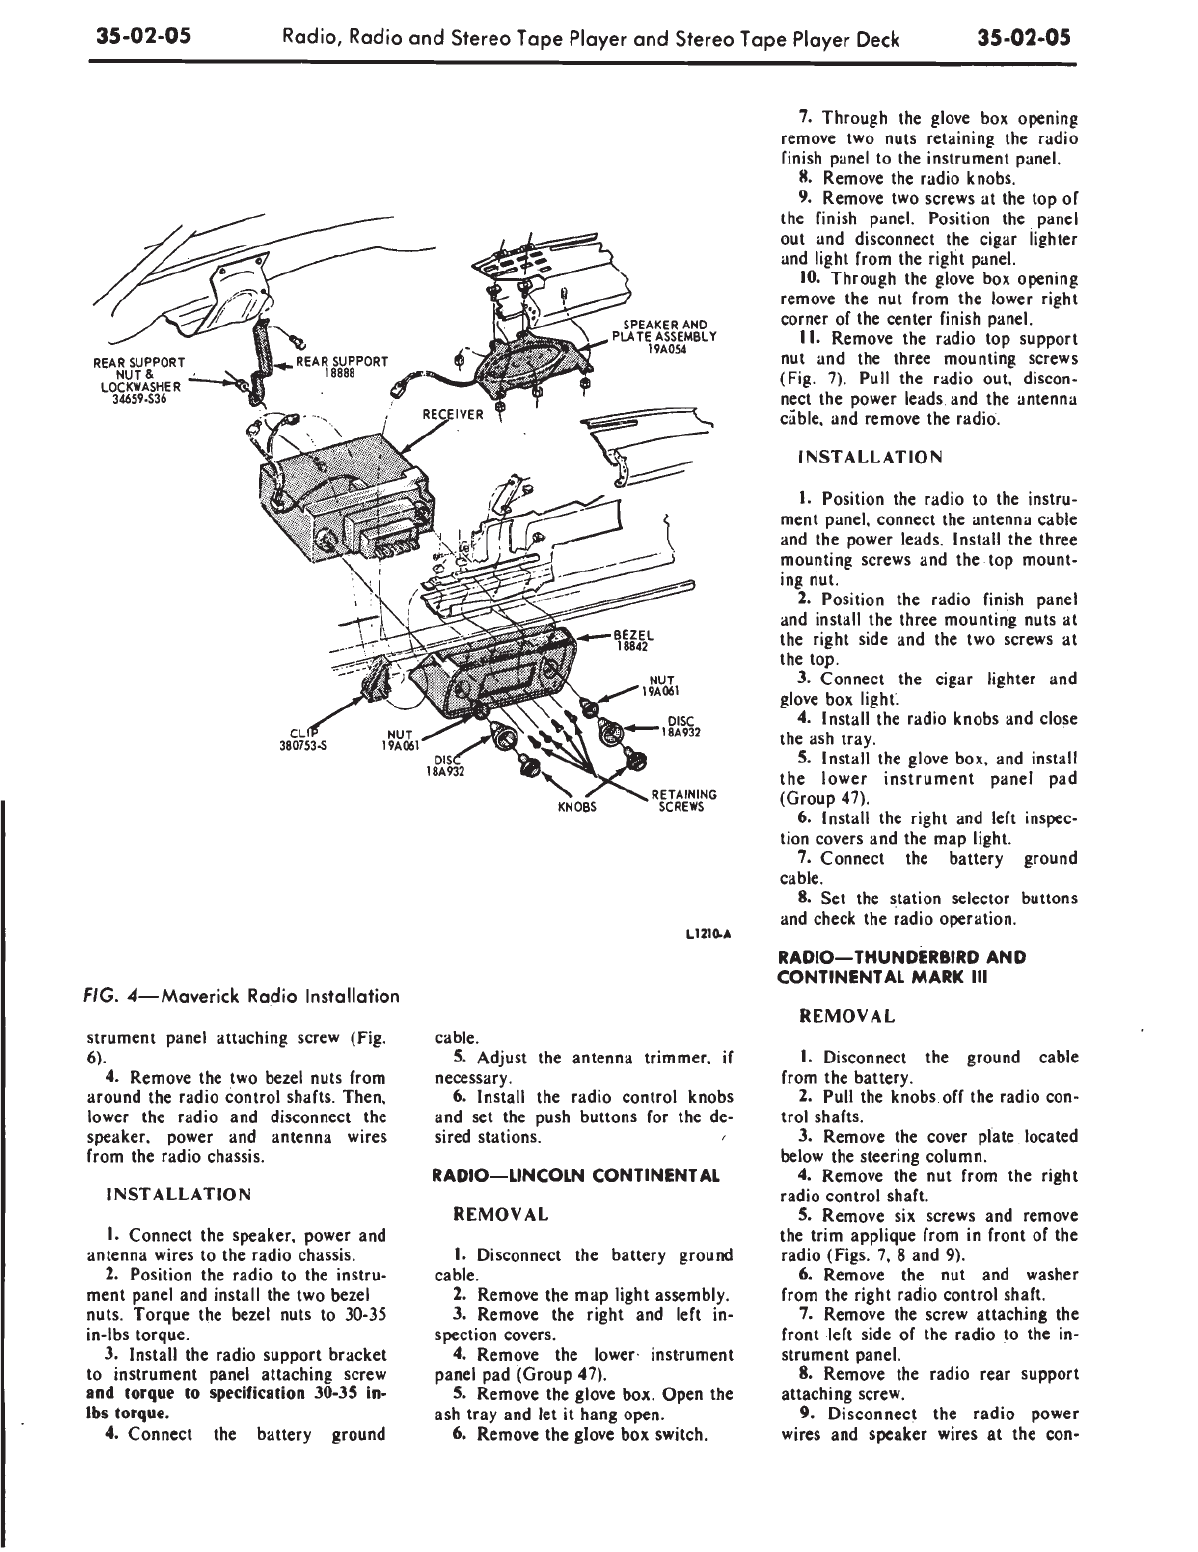 35-02-05 Radio, Radio and Stereo Tape Player and Stereo Tape Player Deck 35-02-05
REAR SUPPORT
NUT &
LOCKWASHER
34659-S36
REAR SUPPORT
18888
SPEAKER AND
PLATE ASSEMBLY
19A054
RECEIVER
BEZEL
18842
NUT
19A061
DISC
18A932
CLIP
380753-S
NUT
19A061
DISC
18A932
KNOBS
RETAINING
SCREWS
L1210-A
FIG. 4—Maverick Radio Installation
strument panel attaching screw (Fig.
6).
4. Remove the two bezel nuts from
around the radio control shafts. Then,
lower the radio and disconnect the
speaker, power and antenna wires
from the radio chassis.
INSTALLATION
1. Connect the speaker, power and
antenna wires to the radio chassis.
2. Position the radio to the instru-
ment panel and install the two bezel
nuts. Torque the bezel nuts to 30-35
in-lbs torque.
3. Install the radio support bracket
to instrument panel attaching screw
and torque to specification 30-35 in-
lbs torque.
4. Connect the battery ground
cable.
5. Adjust the antenna trimmer, if
necessary.
6. Install the radio control knobs
and set the push buttons for the de-
sired stations.
RADIO—LINCOLN CONTINENTAL
REMOVAL
1. Disconnect the battery ground
cable.
2. Remove the map light assembly.
3. Remove the right and left in-
spection covers.
4. Remove the lower instrument
panel pad (Group 47).
5. Remove the glove box. Open the
ash tray and let it hang open.
6. Remove the glove box switch.
7. Through the glove box opening
remove two nuts retaining the radio
finish panel to the instrument panel.
8. Remove the radio knobs.
9. Remove two screws at the top of
the finish panel. Position the panel
out and disconnect the cigar lighter
and light from the right panel.
10. Through the glove box opening
remove the nut from the lower right
corner of the center finish panel.
11. Remove the radio top support
nut and the three mounting screws
(Fig. 7). Pull the radio out, discon-
nect the power leads and the antenna
cable, and remove the radio.
INSTALLATION
1. Position the radio to the instru-
ment panel, connect the antenna cable
and the power leads. Install the three
mounting screws and the top mount-
ing nut.
2. Position the radio finish panel
and install the three mounting nuts at
the right side and the two screws at
the top.
3. Connect the cigar lighter and
glove box light.
4. Install the radio knobs and close
the ash tray.
5. Install the glove box, and install
the lower instrument panel pad
(Group 47).
6. Install the right and left inspec-
tion covers and the map light.
7. Connect the battery ground
cable.
8. Set the station selector buttons
and check the radio operation.
RADIO—THUNDERBIRD AND
CONTINENTAL MARK III
REMOVAL
1. Disconnect the ground cable
from the battery.
2. Pull the knobs off the radio con-
trol shafts.
3. Remove the cover plate located
below the steering column.
4. Remove the nut from the right
radio control shaft.
5. Remove six screws and remove
the trim applique from in front of the
radio (Figs. 7, 8 and 9).
6. Remove the nut and washer
from the right radio control shaft.
7. Remove the screw attaching the
front left side of the radio to the in-
strument panel.
8. Remove the radio rear support
attaching screw.
9. Disconnect the radio power
wires and speaker wires at the con-